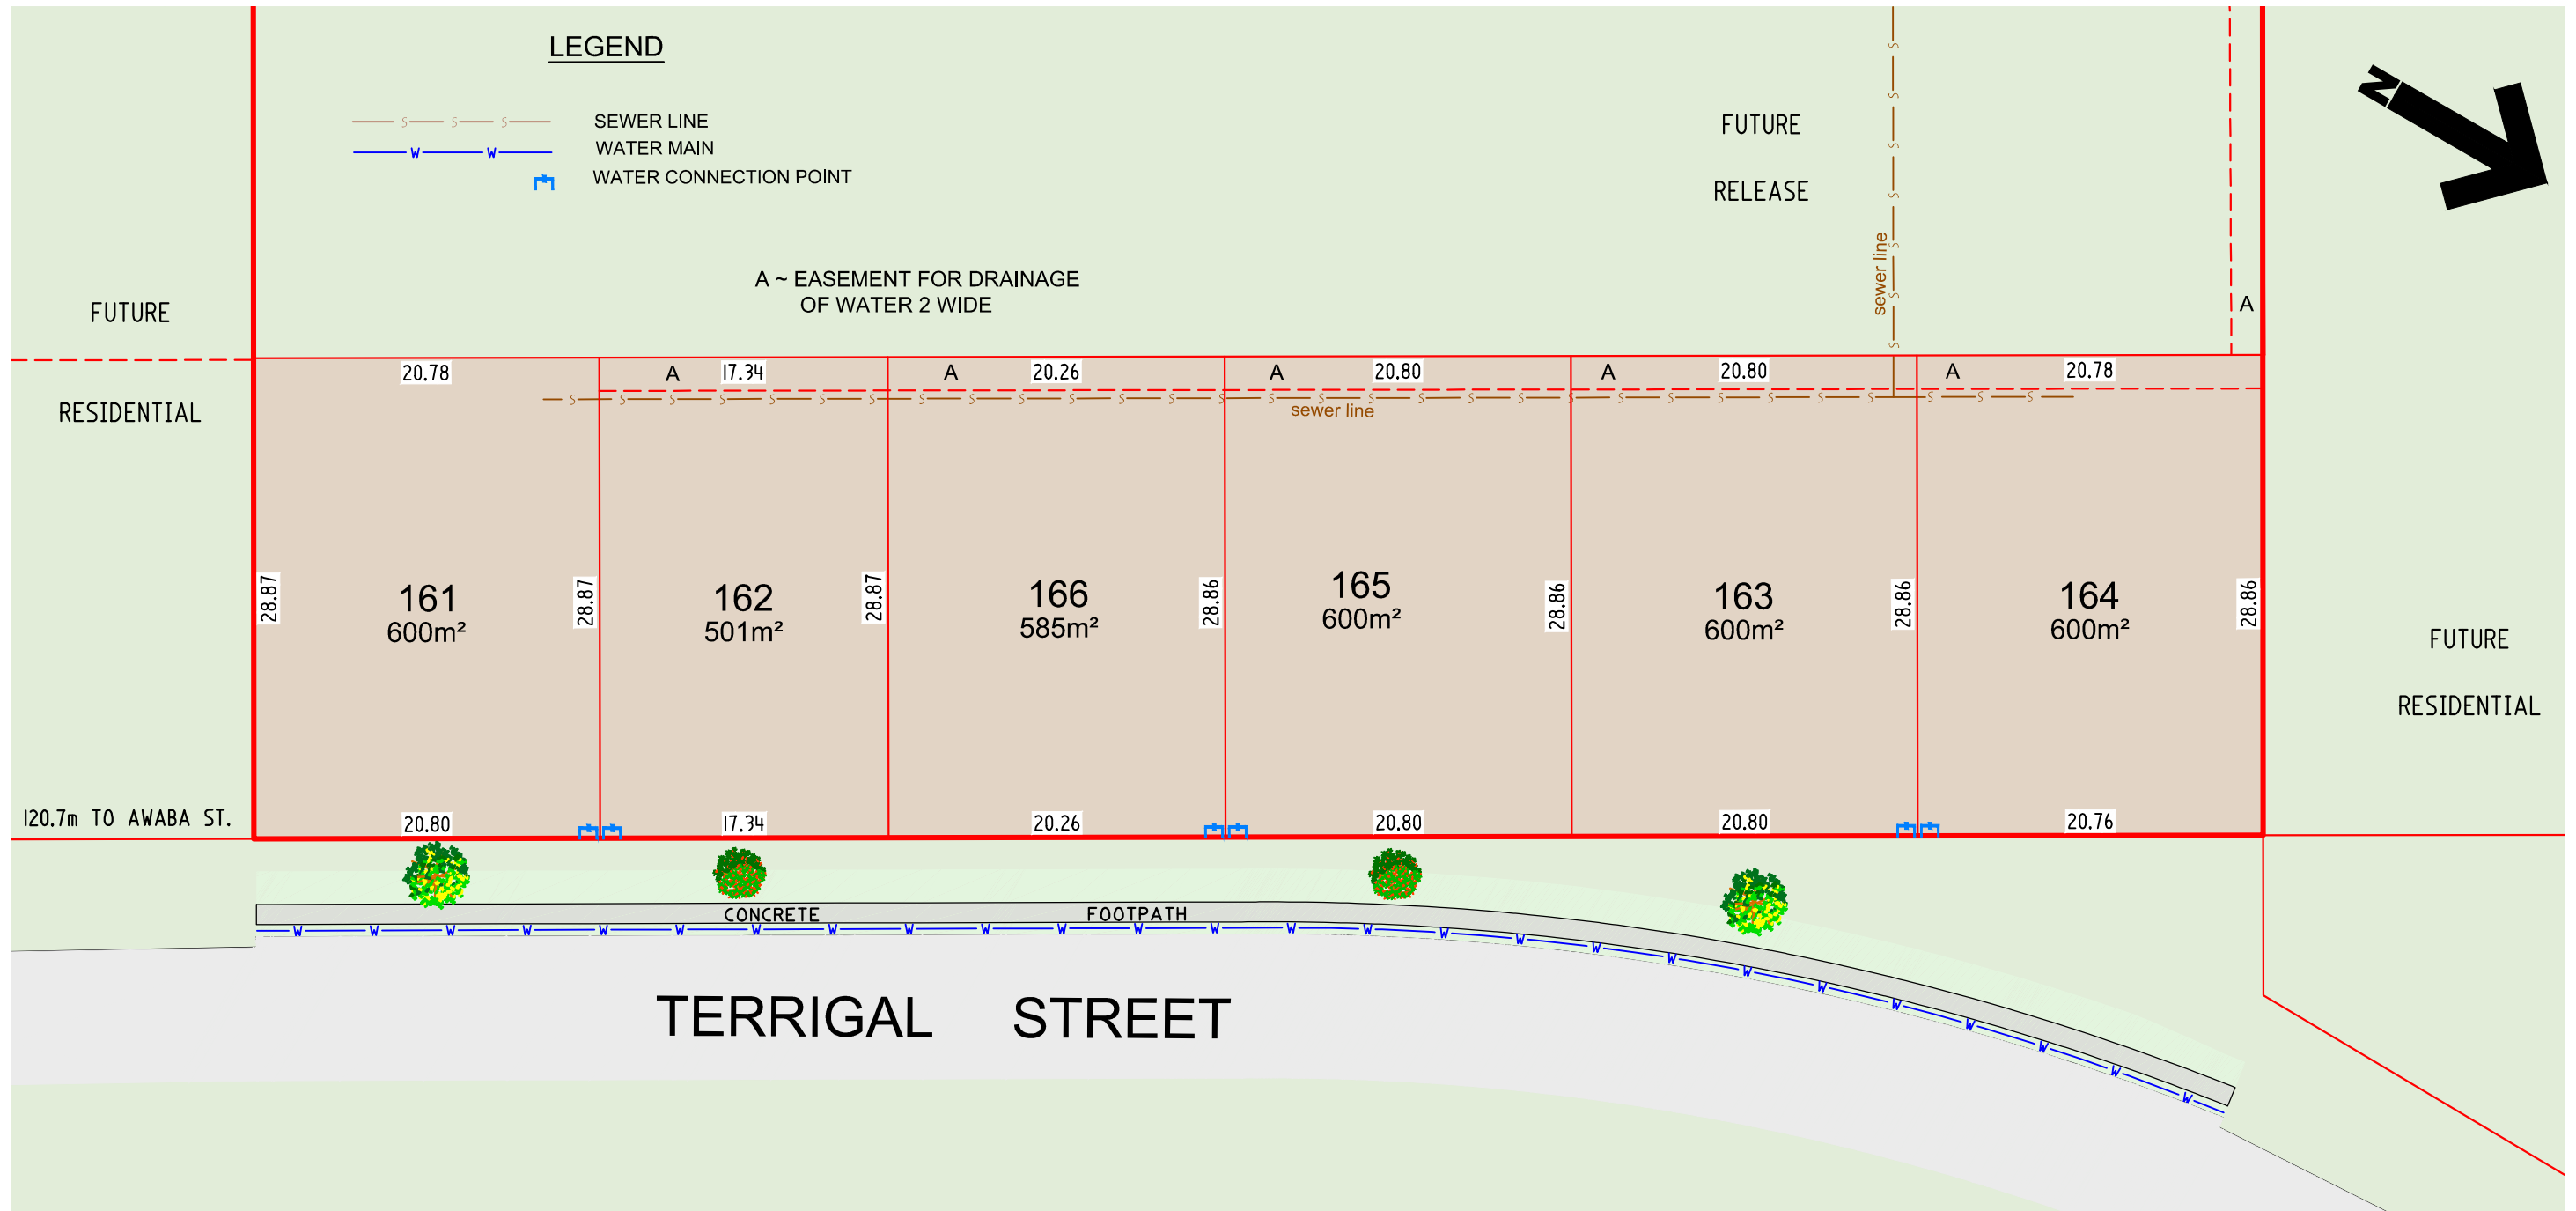 LEGEND
SEWER LINE
WATER MAIN
WATER CONNECTION POINT
N
FUTURE
RELEASE
sewer line
A ~ EASEMENT FOR DRAINAGE
OF WATER 2 WIDE
A
FUTURE
RESIDENTIAL
20.78
A 17.34
A 20.26
A 20.80
A 20.80
A 20.78
sewer line
28.87
161
600m²
28.87
162
501m²
28.87
166
585m²
28.86
165
600m²
28.86
163
600m²
28.86
164
600m²
28.86
FUTURE
RESIDENTIAL
120.7m TO AWABA ST.
20.80
17.34
20.26
20.80
20.80
20.76
CONCRETE FOOTPATH
TERRIGAL STREET